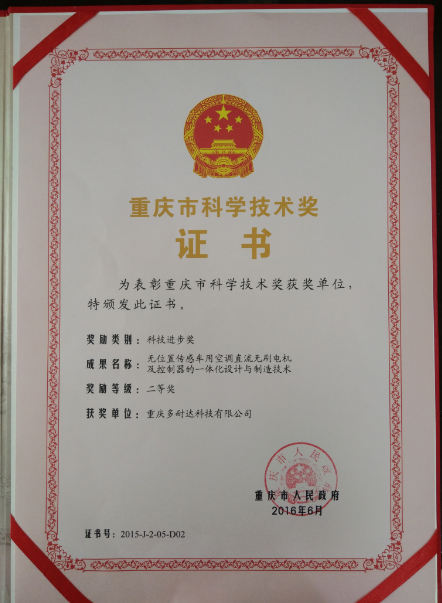 重庆市科学技术奖
证书
为表彰重庆市科学技术奖获奖单位，
特颁发此证书。
奖励类别：科技进步奖
成果名称：无位置传感车用空调直流无刷电机
及控制器的一体化设计与制造技术
奖励等级：二等奖
获奖单位：重庆多耐达科技有限公司
重庆市人民政府
2016年6月
证书号：2015-J-2-05-D02